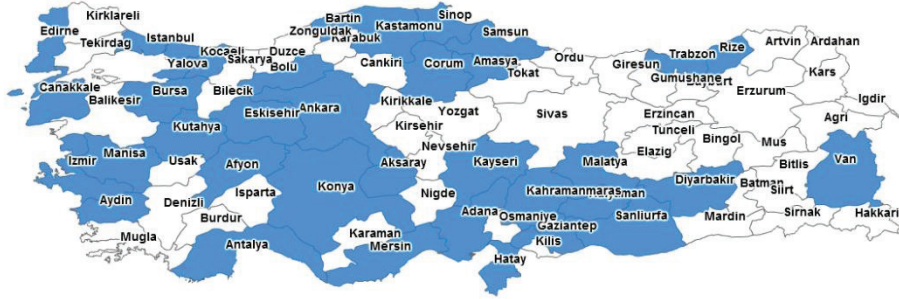 Kirklareli
Edirne
Tekirdag
Istanbul
Kocaeli
Yalova
Sakarya
Duzce
Bolu
Zonguldak
Bartin
Karabuk
Kastamonu
Sinop
Samsun
Cankiri
Corum
Amasya
Tokat
Ordu
Giresun
Trabzon
Rize
Gumushane
Bayburt
Artvin
Ardahan
Kars
Erzurum
Igdir
Agri
Canakkale
Balikesir
Bursa
Bilecik
Kutahya
Eskisehir
Ankara
Kirikkale
Yozgat
Kirsehir
Sivas
Erzincan
Tunceli
Bingol
Mus
Elazig
Bitlis
Van
Izmir
Manisa
Usak
Afyon
Aksaray
Nevsehir
Kayseri
Malatya
Diyarbakir
Batman
Siirt
Aydin
Denizli
Isparta
Konya
Nigde
Kahramanmaras
Adiyaman
Burdur
Mugla
Antalya
Karaman
Mersin
Adana
Osmaniye
Gaziantep
Kilis
Hatay
Sanliurfa
Mardin
Sirnak
Hakkari